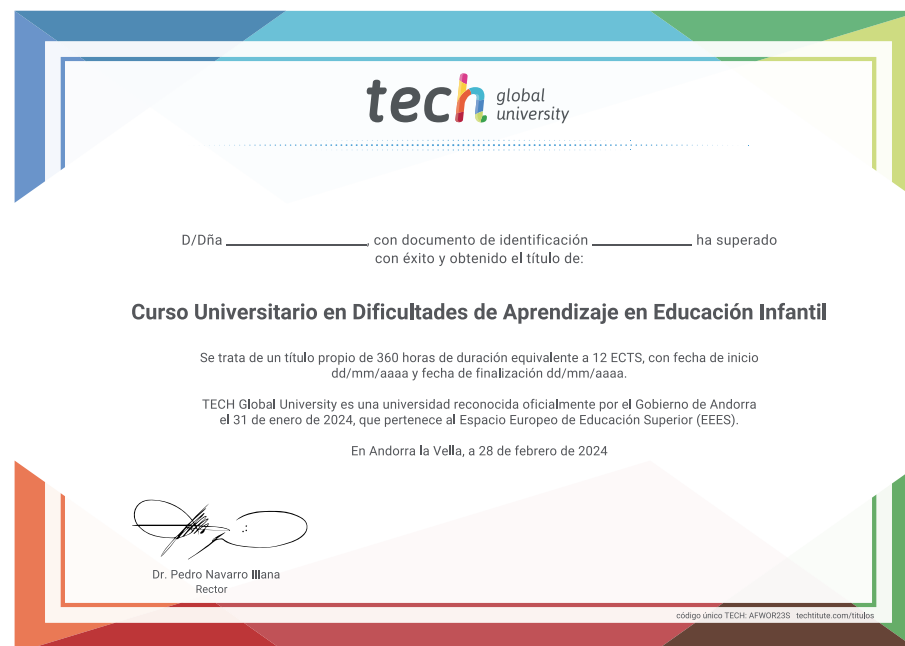 tech global
university
D/Dña ______________, con documento de identificación __________ ha superado
con éxito y obtenido el título de:
Curso Universitario en Dificultades de Aprendizaje en Educación Infantil
Se trata de un título propio de 360 horas de duración equivalente a 12 ECTS, con fecha de inicio
dd/mm/aaaa y fecha de finalización dd/mm/aaaa.
TECH Global University es una universidad reconocida oficialmente por el Gobierno de Andorra
el 31 de enero de 2024, que pertenece al Espacio Europeo de Educación Superior (EEES).
En Andorra la Vella, a 28 de febrero de 2024
Dr. Pedro Navarro Illana
Rector
código único TECH: AFWOR23S techtitute.com/titulos